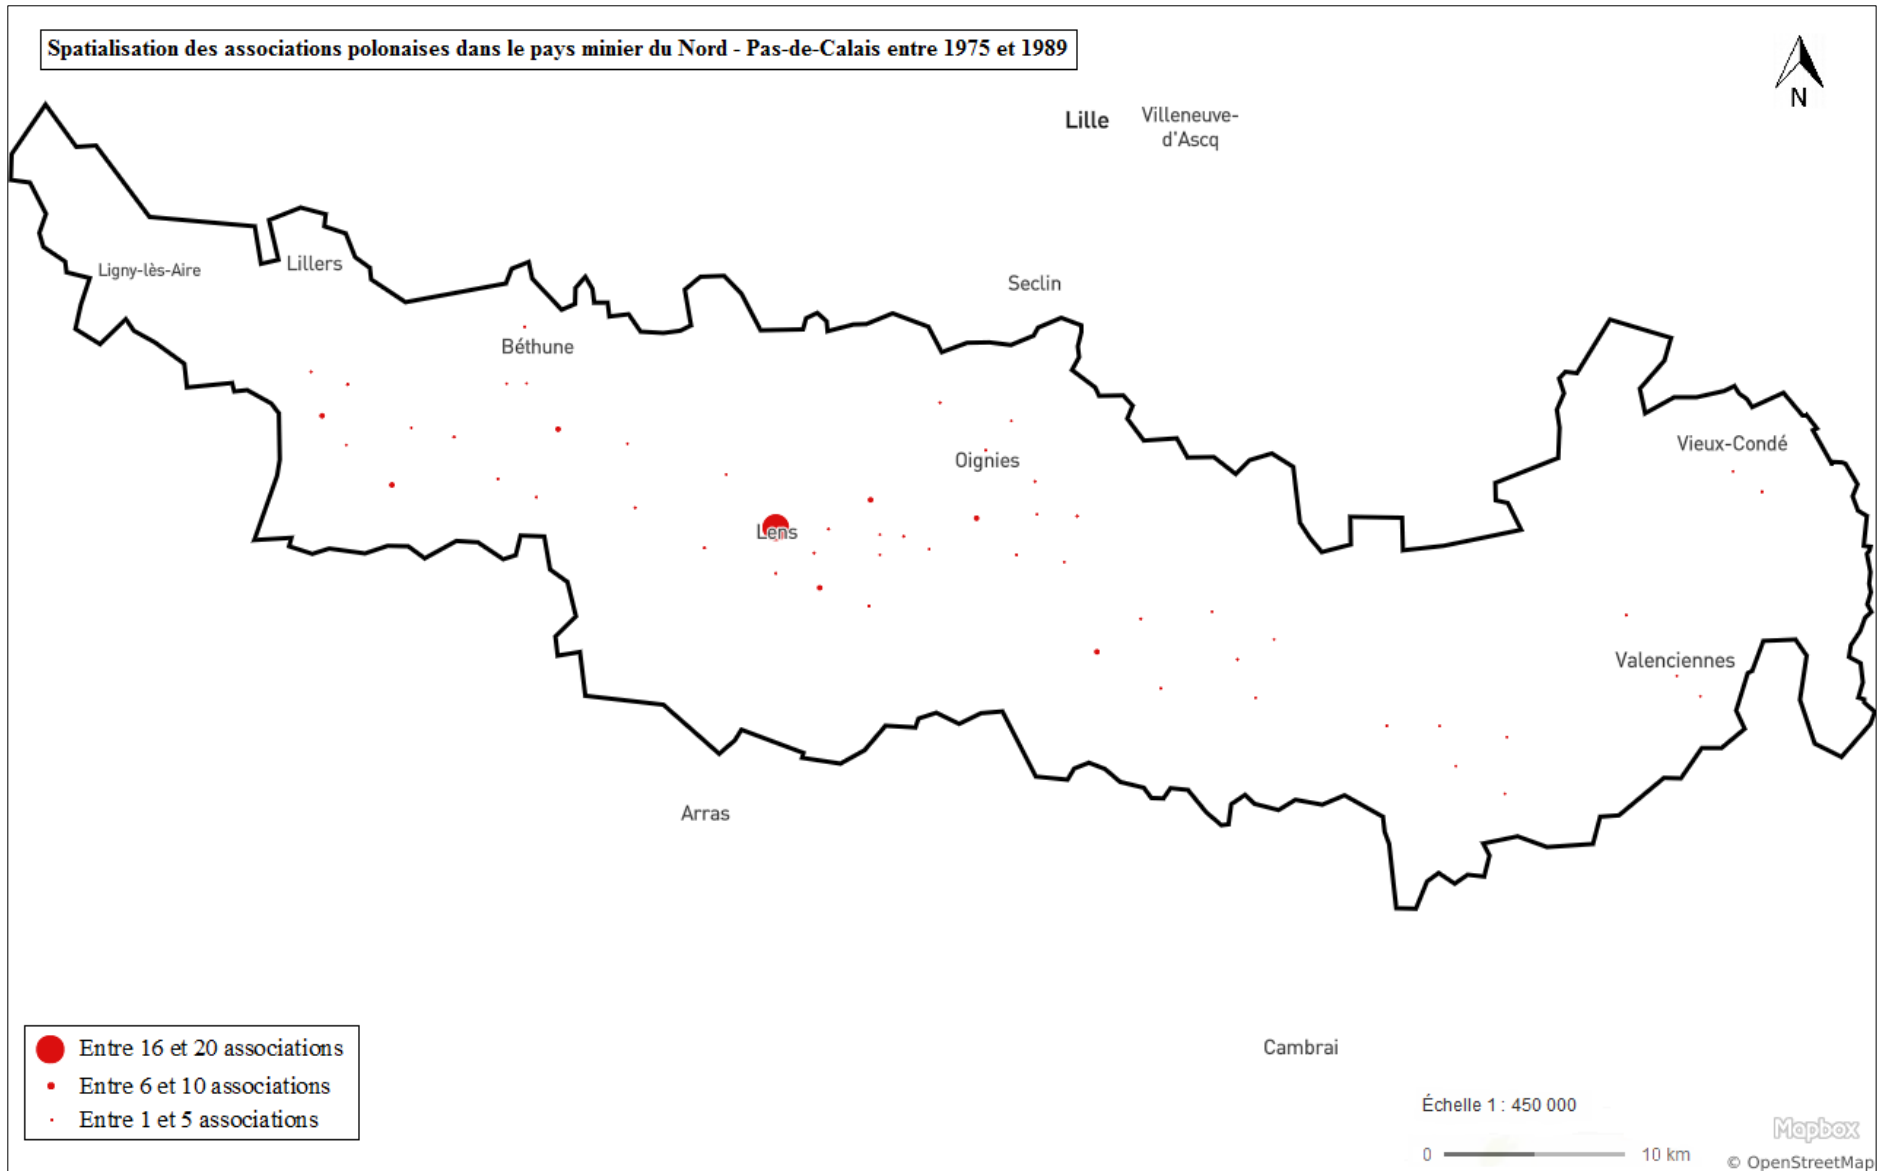 Spatialisation des associations polonaises dans le pays minier du Nord - Pas-de-Calais entre 1975 et 1989
N
Lille
Villeneuve-
d'Ascq
Ligny-lès-Aire
Lillers
Seclin
Béthune
Vieux-Condé
Oignies
Lens
Valenciennes
Arras
Cambrai
Entre 16 et 20 associations
Entre 6 et 10 associations
Entre 1 et 5 associations
Échelle 1 : 450 000
0 10 km
Mapbox
© OpenStreetMap